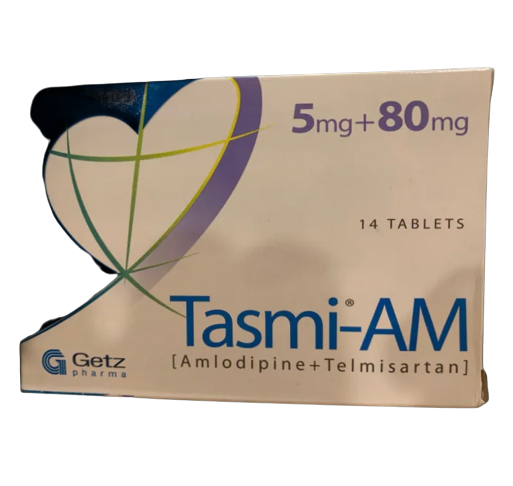 5mg+80mg
14 TABLETS
Tasmi®-AM
[Amlodipine+Telmisartan]
Getz
pharma